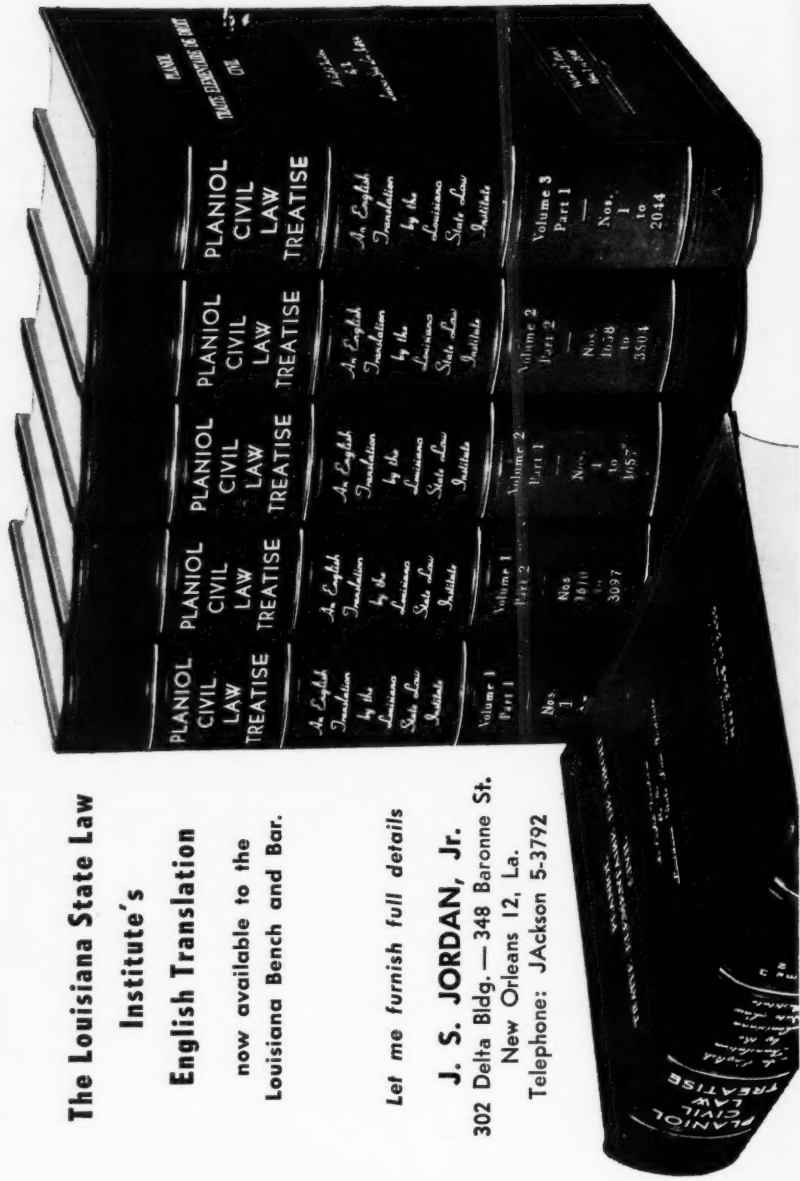 The Louisiana State Law
Institute's
English Translation
now available to the
Louisiana Bench and Bar.
Let me furnish full details
J. S. JORDAN, Jr.
302 Delta Bldg. — 348 Baronne St.
New Orleans 12, La.
Telephone: JAckson 5-3792
PLANIOL
CIVIL
LAW
TREATISE
An English
Translation
by the
Louisiana
State Law
Institute
Volume 1
Part 1
Nos.
1
PLANIOL
CIVIL
LAW
TREATISE
An English
Translation
by the
Louisiana
State Law
Institute
Volume 1
Part 2
Nos
3097
PLANIOL
CIVIL
LAW
TREATISE
An English
Translation
by the
Louisiana
State Law
Institute
Volume 2
Part 1
—
1
to
PLANIOL
CIVIL
LAW
TREATISE
An English
Translation
by the
Louisiana
State Law
Institute
Volume 2
Part 2
—
Nos.
1658
to
3504
PLANIOL
CIVIL
LAW
TREATISE
An English
Translation
by the
Louisiana
State Law
Institute
Volume 3
Part 1
—
Nos.
1
to
2044
PLANIOL
TRAITE ELEMENTAIRE DE DROIT
CIVIL
PLANIOL
CIVIL
LAW
TREATISE